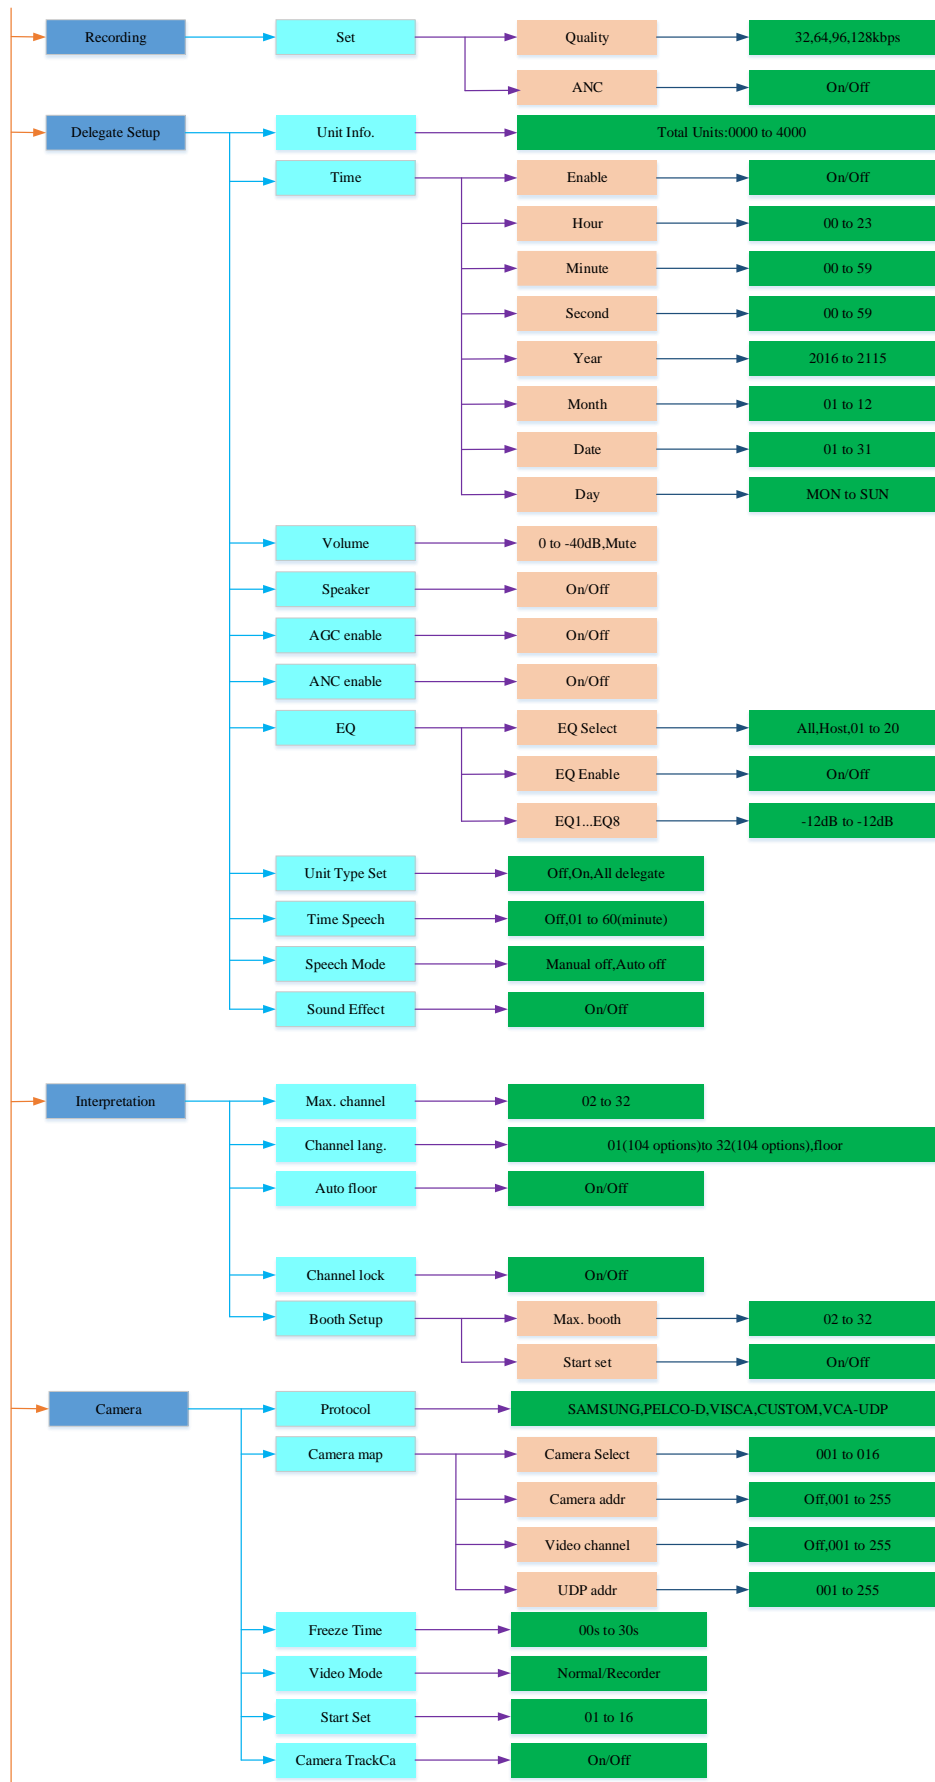 Recording
Set
Quality
32,64,96,128kbps
ANC
On/Off
Delegate Setup
Unit Info.
Total Units:0000 to 4000
Time
Enable
On/Off
Hour
00 to 23
Minute
00 to 59
Second
00 to 59
Year
2016 to 2115
Month
01 to 12
Date
01 to 31
Day
MON to SUN
Volume
0 to -40dB,Mute
Speaker
On/Off
AGC enable
On/Off
ANC enable
On/Off
EQ
EQ Select
All,Host,01 to 20
EQ Enable
On/Off
EQ1...EQ8
-12dB to -12dB
Unit Type Set
Off,On,All delegate
Time Speech
Off,01 to 60(minute)
Speech Mode
Manual off,Auto off
Sound Effect
On/Off
Interpretation
Max. channel
02 to 32
Channel lang.
01(104 options)to 32(104 options),floor
Auto floor
On/Off
Channel lock
On/Off
Booth Setup
Max. booth
02 to 32
Start set
On/Off
Camera
Protocol
SAMSUNG,PELCO-D,VISCA,CUSTOM,VCA-UDP
Camera map
Camera Select
001 to 016
Camera addr
Off,001 to 255
Video channel
Off,001 to 255
UDP addr
001 to 255
Freeze Time
00s to 30s
Video Mode
Normal/Recorder
Start Set
01 to 16
Camera TrackCa
On/Off